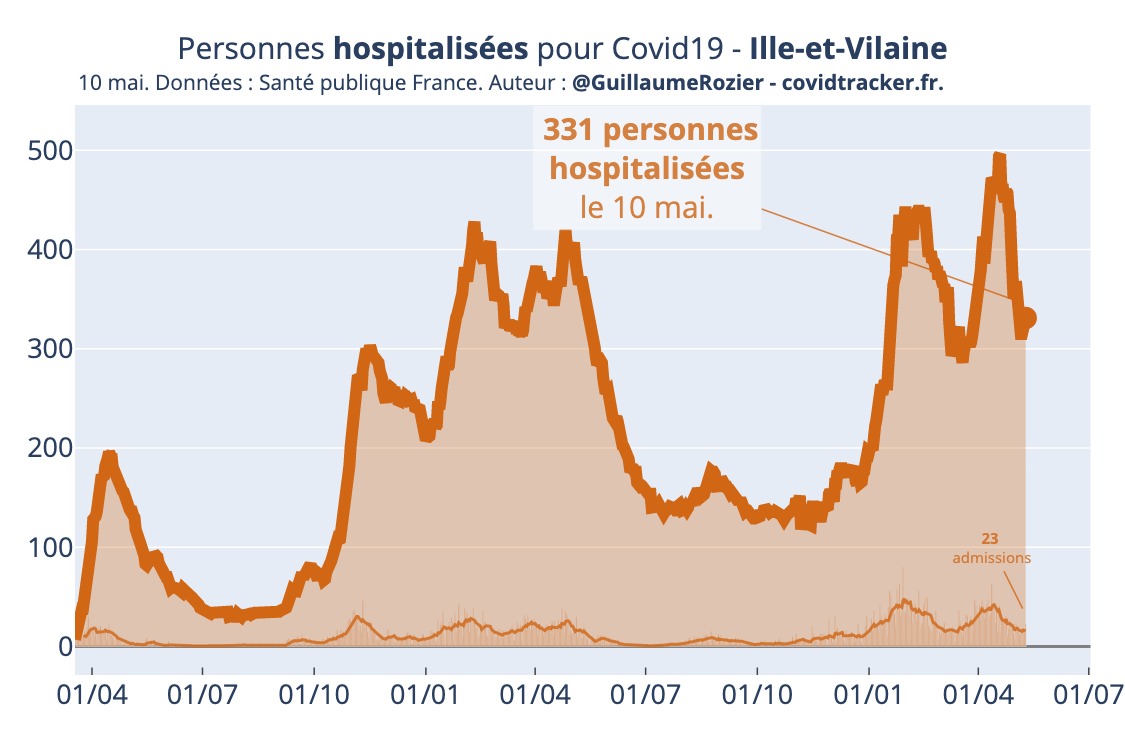 Personnes hospitalisées pour Covid19 - Ille-et-Vilaine
10 mai. Données : Santé publique France. Auteur : @GuillaumeRozier - covidtracker.fr.
331 personnes
hospitalisées
le 10 mai.
500
400
300
200
100
0
23
admissions
01/04 01/07 01/10 01/01 01/04 01/07 01/10 01/01 01/04 01/07